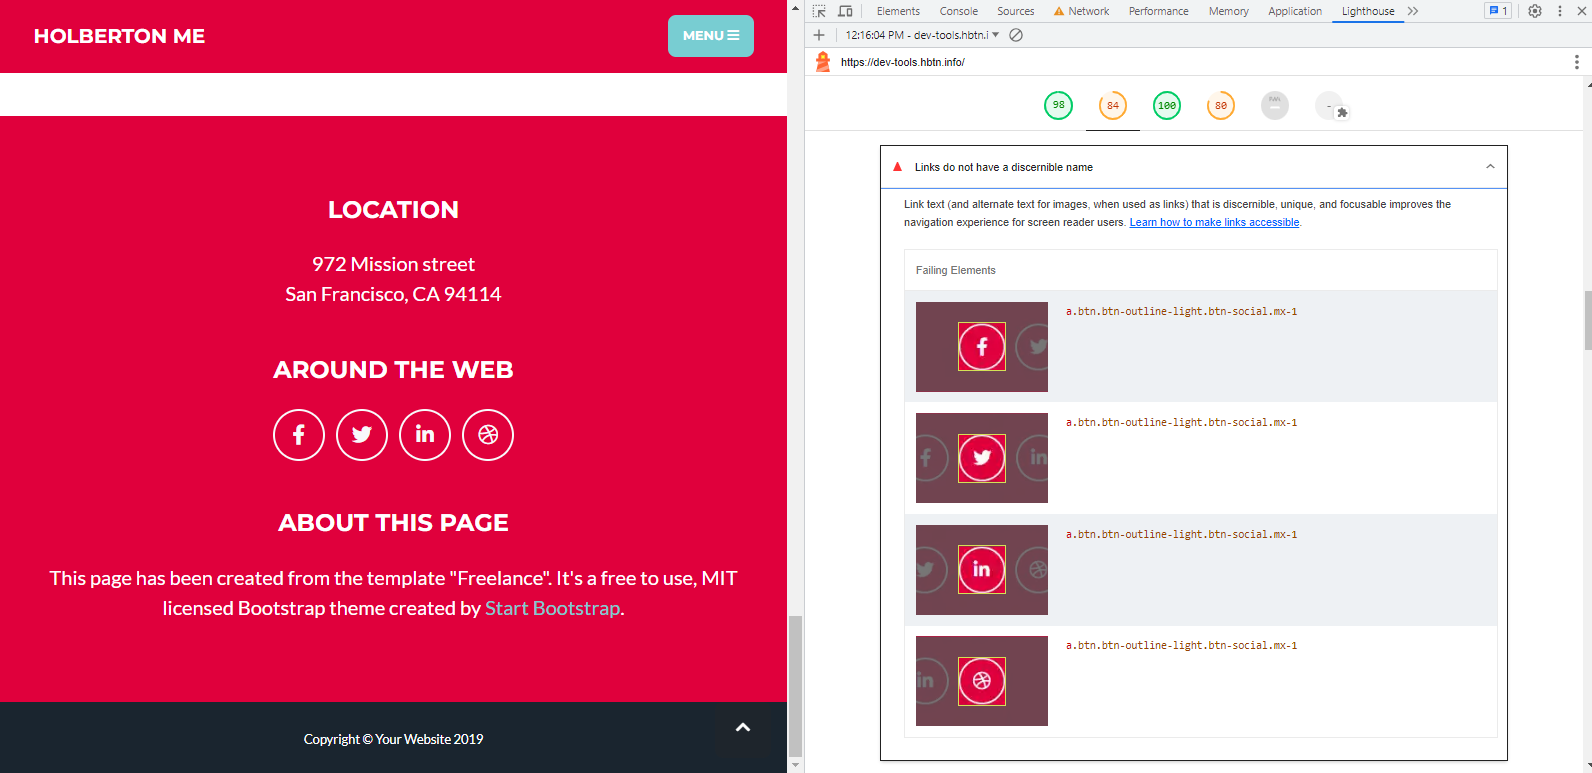 HOLBERTON ME
MENU
LOCATION
972 Mission street
San Francisco, CA 94114
AROUND THE WEB
ABOUT THIS PAGE
This page has been created from the template "Freelance". It's a free to use, MIT
licensed Bootstrap theme created by Start Bootstrap.
Copyright © Your Website 2019
Elements Console Sources Network Performance Memory Application Lighthouse 1
12:16:04 PM - dev-tools.hbtn.i
https://dev-tools.hbtn.info/
98 84 100 80 PWA -
Links do not have a discernible name
Link text (and alternate text for images, when used as links) that is discernible, unique, and focusable improves the
navigation experience for screen reader users. Learn how to make links accessible.
Failing Elements
a.btn.btn-outline-light.btn-social.mx-1
a.btn.btn-outline-light.btn-social.mx-1
a.btn.btn-outline-light.btn-social.mx-1
a.btn.btn-outline-light.btn-social.mx-1